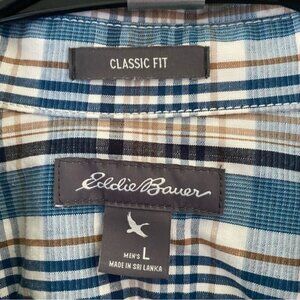 CLASSIC FIT
Eddie Bauer
MEN'S L
MADE IN SRI LANKA